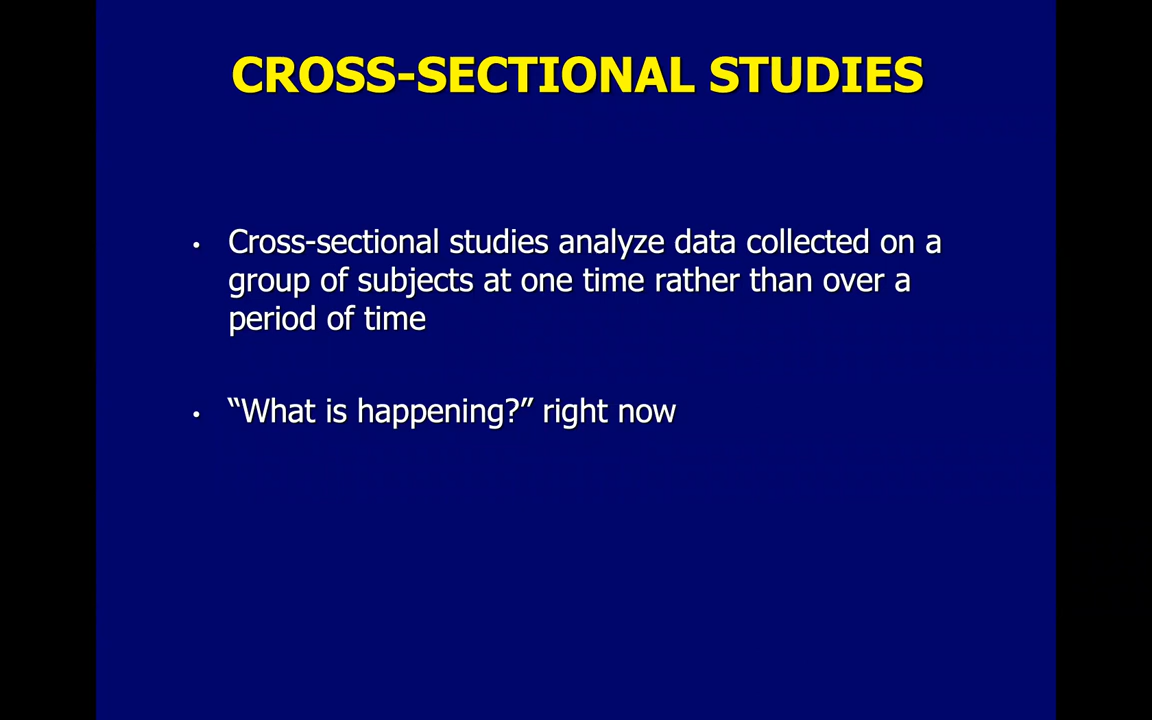 CROSS-SECTIONAL STUDIES
• Cross-sectional studies analyze data collected on a
group of subjects at one time rather than over a
period of time
• “What is happening?” right now